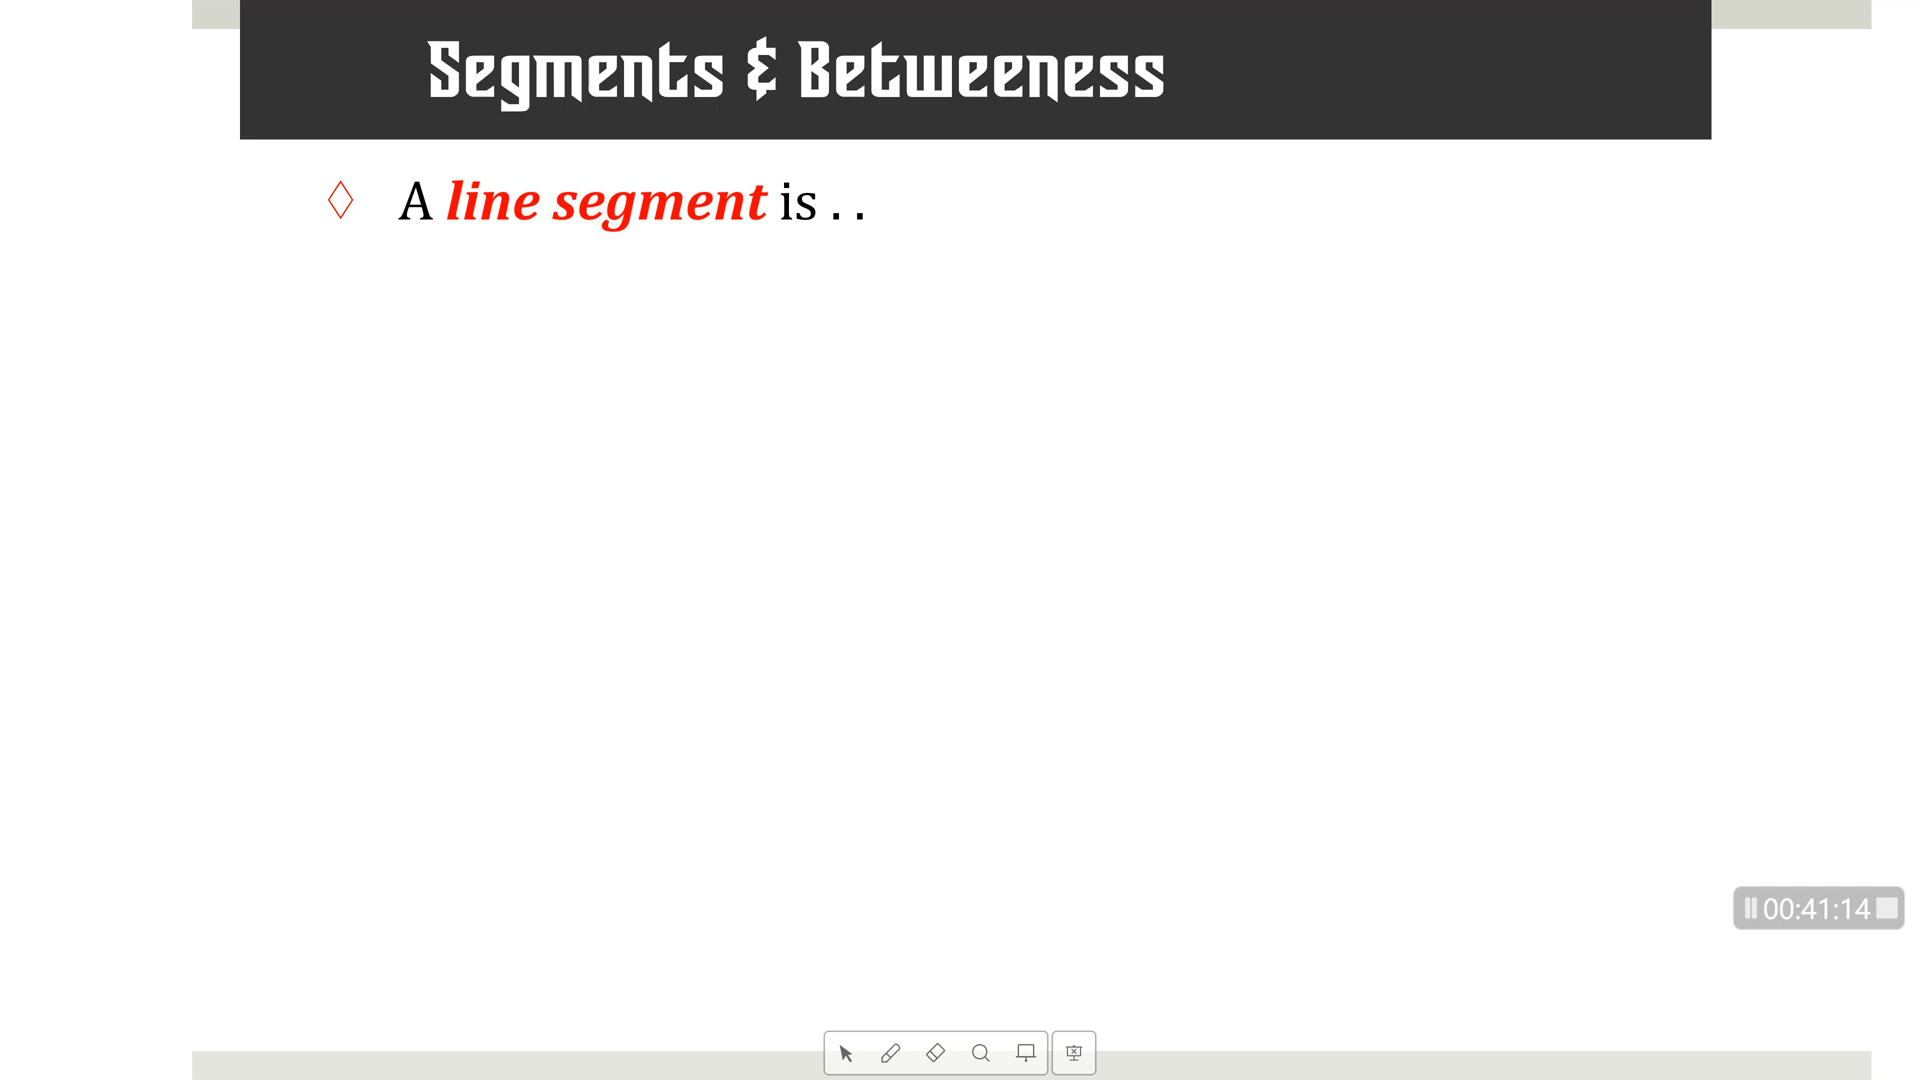 Segments & Betweeness
A line segment is . .
00:41:14